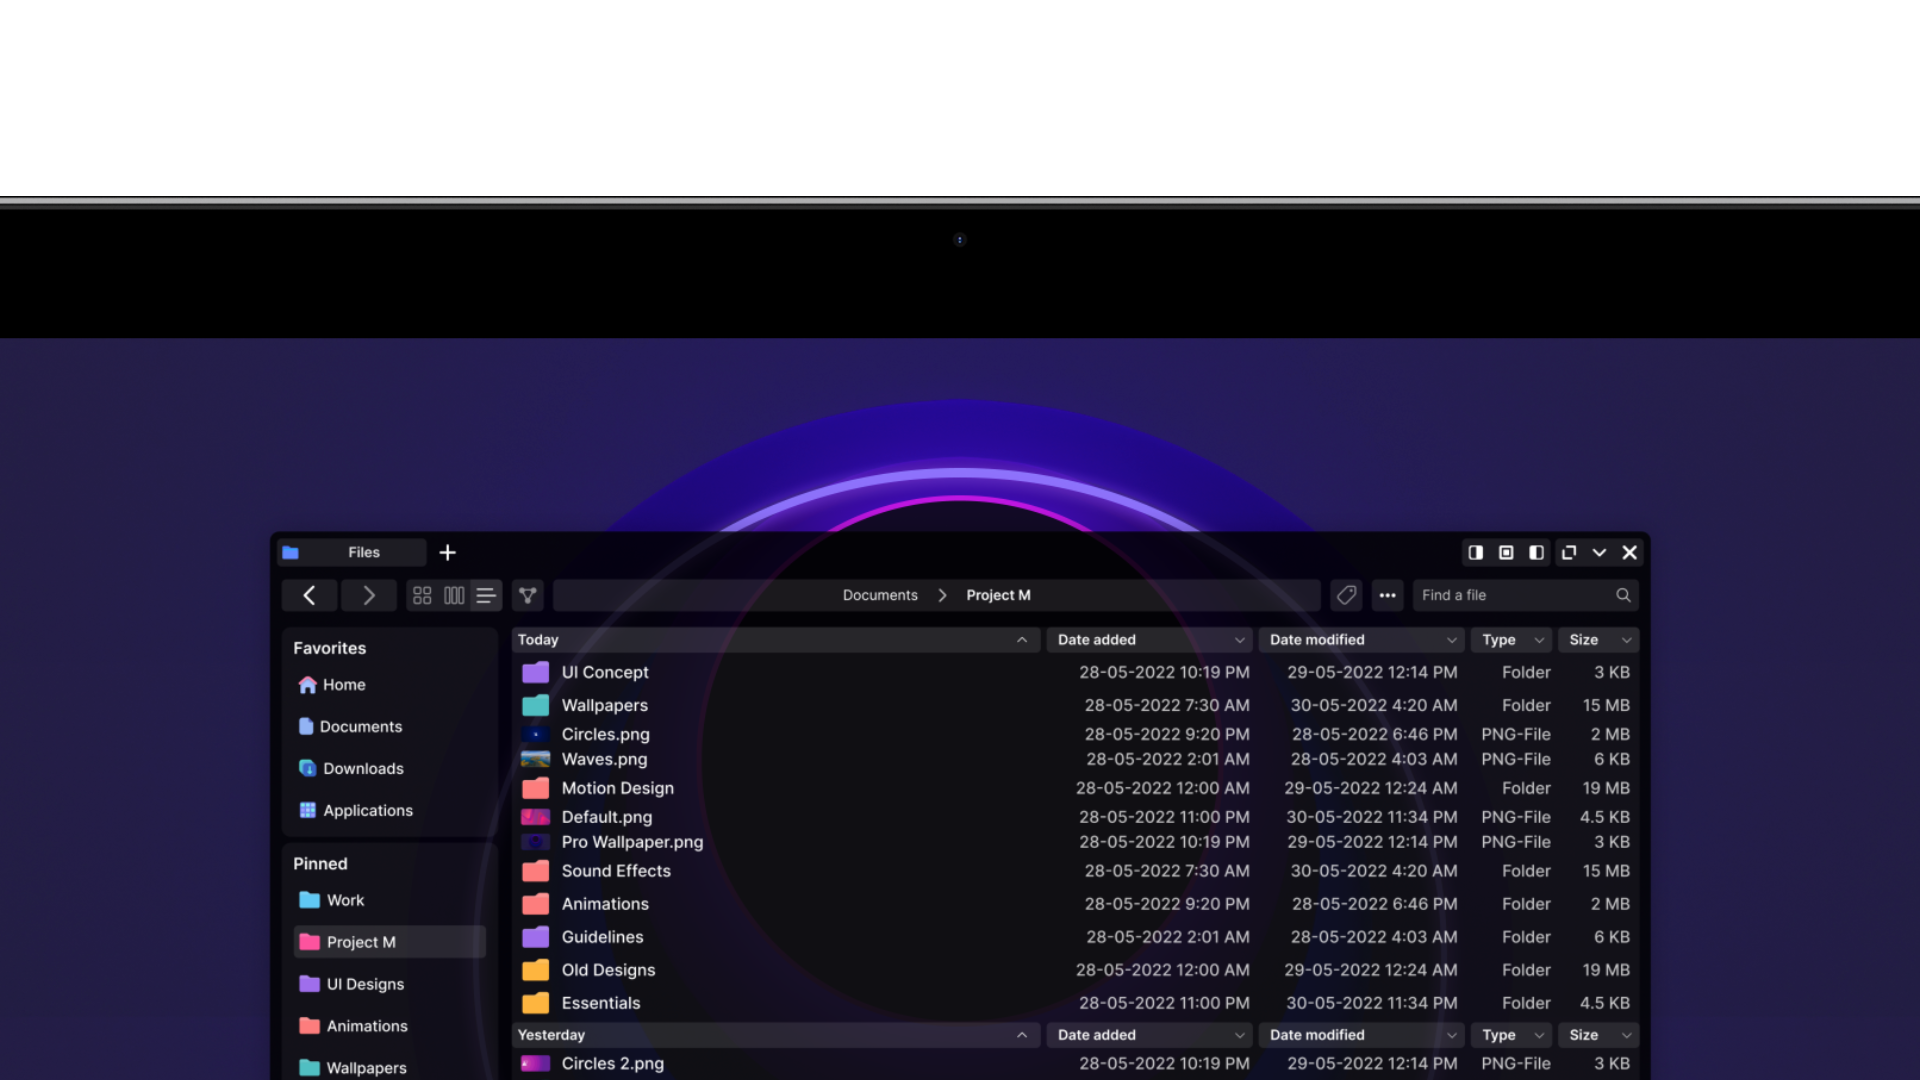 Files
Documents > Project M
Find a file
Favorites
Home
Documents
Downloads
Applications
Pinned
Work
Project M
UI Designs
Animations
Wallpapers
Today Date added Date modified Type Size
UI Concept 28-05-2022 10:19 PM 29-05-2022 12:14 PM Folder 3 KB
Wallpapers 28-05-2022 7:30 AM 30-05-2022 4:20 AM Folder 15 MB
Circles.png 28-05-2022 9:20 PM 28-05-2022 6:46 PM PNG-File 2 MB
Waves.png 28-05-2022 2:01 AM 28-05-2022 4:03 AM PNG-File 6 KB
Motion Design 28-05-2022 12:00 AM 29-05-2022 12:24 AM Folder 19 MB
Default.png 28-05-2022 11:00 PM 30-05-2022 11:34 PM PNG-File 4.5 KB
Pro Wallpaper.png 28-05-2022 10:19 PM 29-05-2022 12:14 PM PNG-File 3 KB
Sound Effects 28-05-2022 7:30 AM 30-05-2022 4:20 AM Folder 15 MB
Animations 28-05-2022 9:20 PM 28-05-2022 6:46 PM Folder 2 MB
Guidelines 28-05-2022 2:01 AM 28-05-2022 4:03 AM Folder 6 KB
Old Designs 28-05-2022 12:00 AM 29-05-2022 12:24 AM Folder 19 MB
Essentials 28-05-2022 11:00 PM 30-05-2022 11:34 PM Folder 4.5 KB
Yesterday Date added Date modified Type Size
Circles 2.png 28-05-2022 10:19 PM 29-05-2022 12:14 PM PNG-File 3 KB